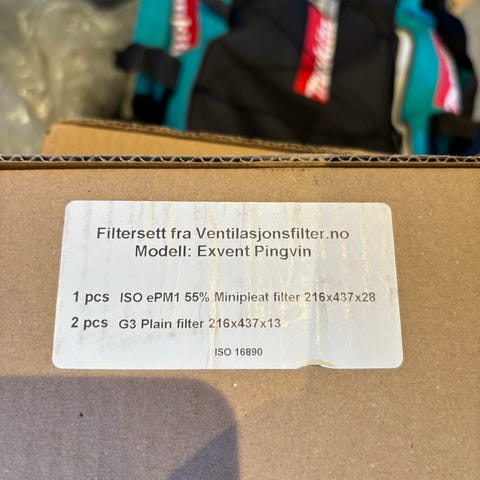 Filtersett fra Ventilasjonsfilter.no
Modell: Exvent Pingvin
1 pcs ISO ePM1 55% Minipleat filter 216x437x28
2 pcs G3 Plain filter 216x437x13
ISO 16890